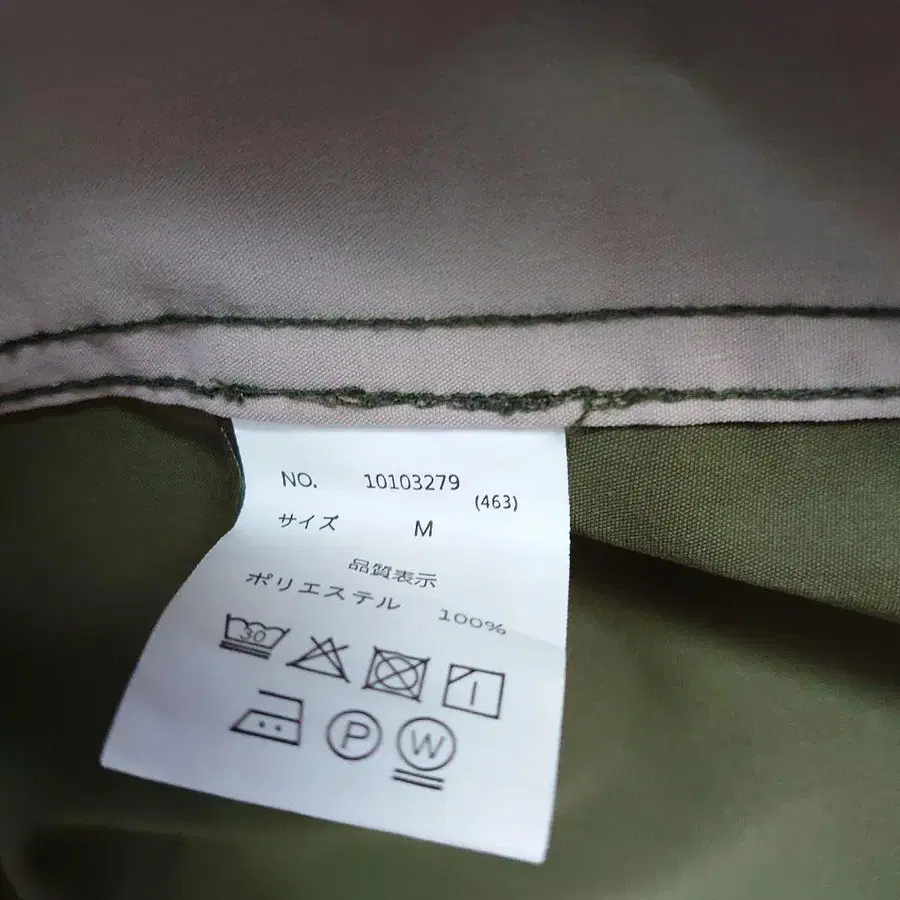 NO. 10103279
(463)
サイズ M
品質表示
ポリエステル 100%
30
P W